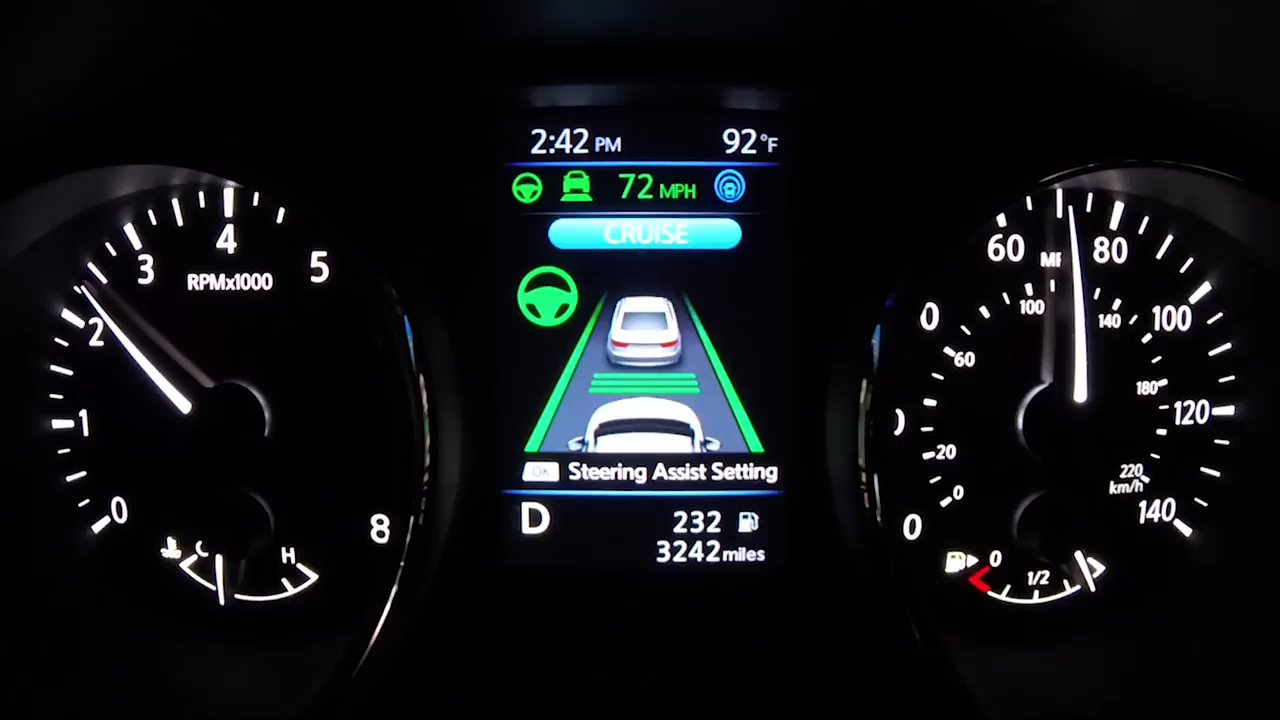 2:42 PM 92°F
72 MPH
CRUISE
OK Steering Assist Setting
D 232
3242 miles
0
1
2
3
4
5
8
RPMx1000
C H
0
0
60
80
100
120
140
0
20
60
100
140
180
220
km/h
0 1/2